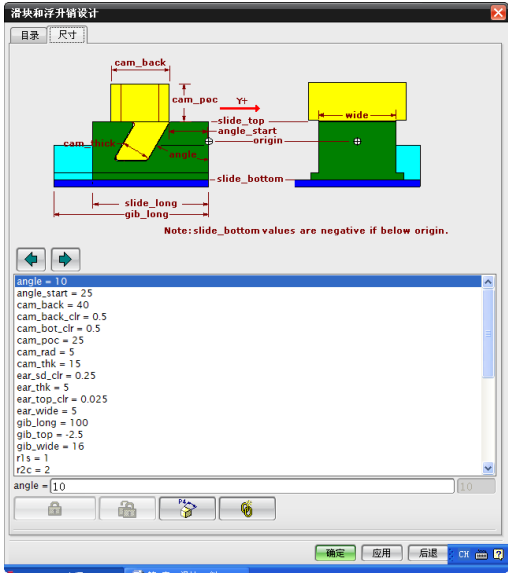 滑块和浮升销设计
目录 尺寸
cam_back
cam_poc
Y+
wide
slide_top
angle_start
origin
cam_thick
angle
slide_bottom
slide_long
gib_long
Note:slide_bottom values are negative if below origin.
angle = 10
angle_start = 25
cam_back = 40
cam_back_clr = 0.5
cam_bot_clr = 0.5
cam_poc = 25
cam_rad = 5
cam_thk = 15
ear_sd_clr = 0.25
ear_thk = 5
ear_top_clr = 0.025
ear_wide = 5
gib_long = 100
gib_top = -2.5
gib_wide = 16
r1s = 1
r2c = 2
angle = 10 10
P4
确定 应用 后退 CH